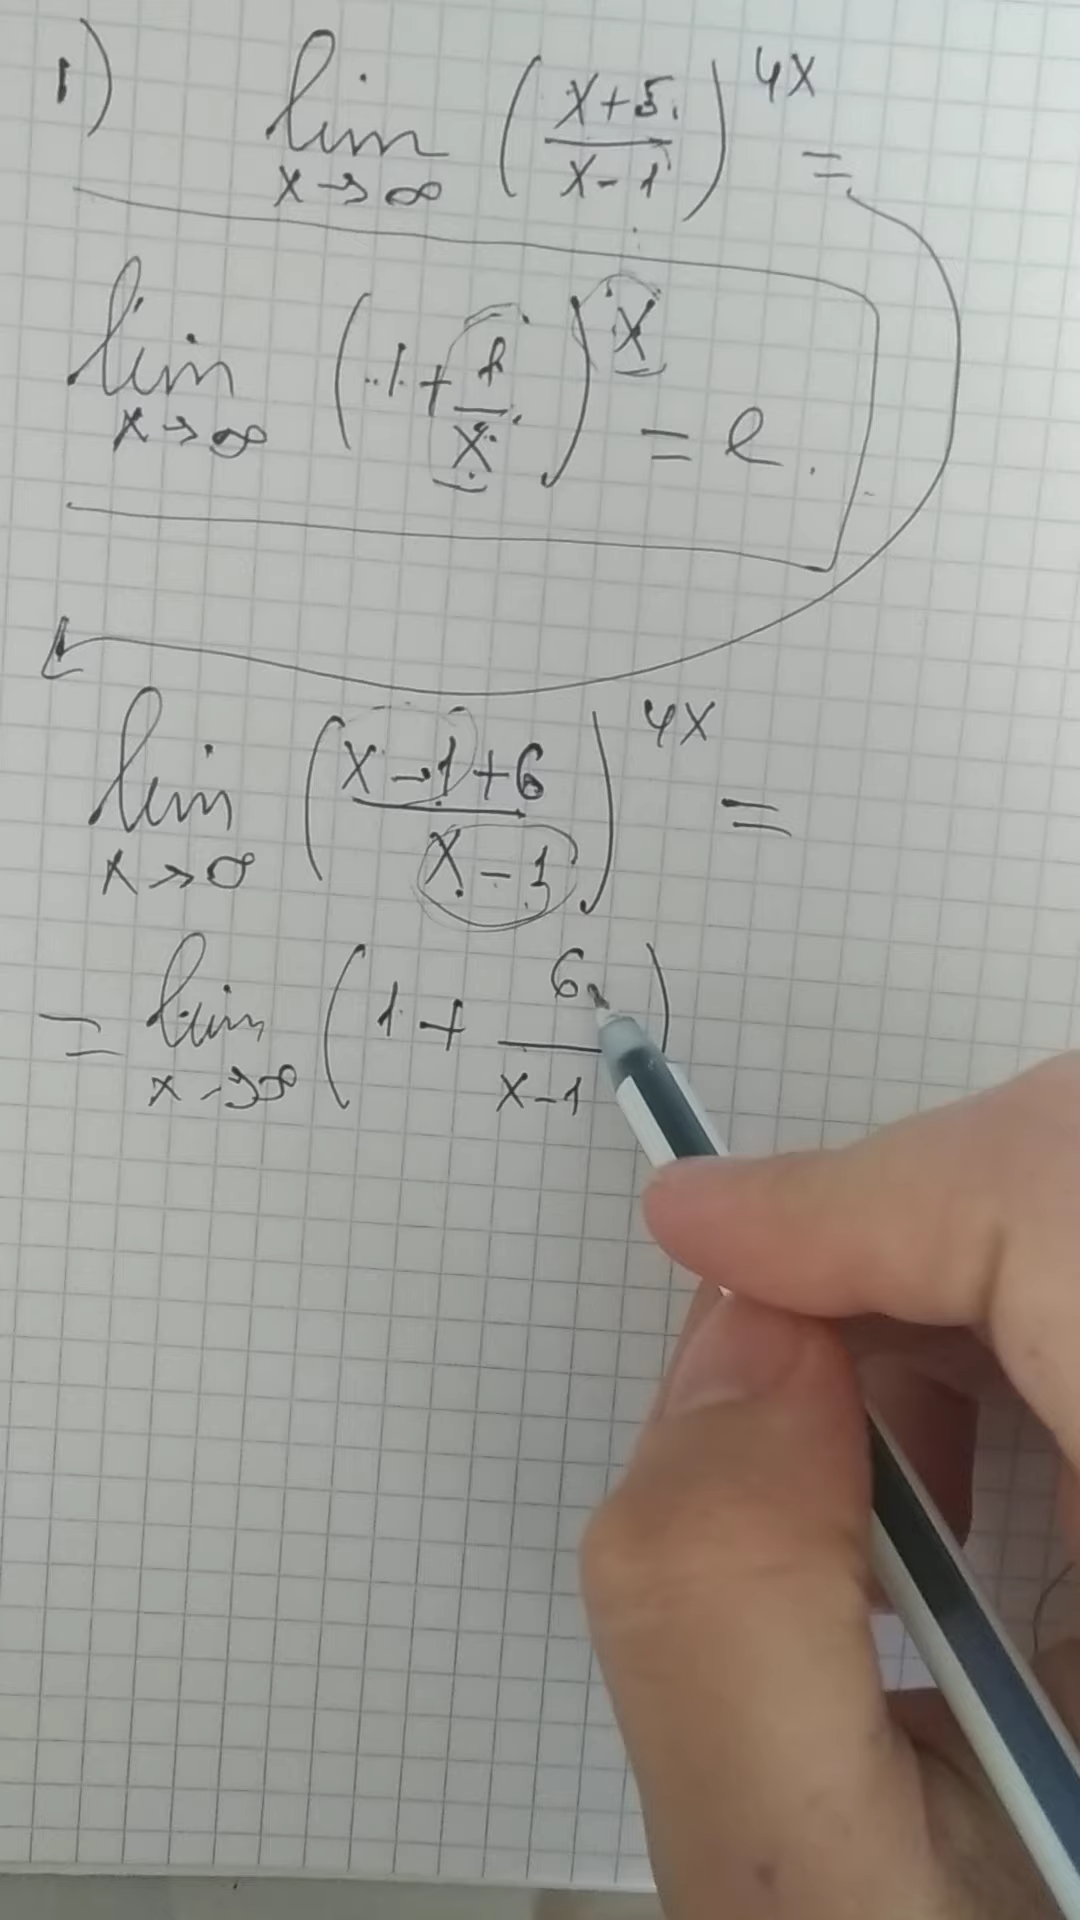 1) lim x→∞ (x+5/x-1)^4x =
lim x→∞ (1+1/x)^x = e.
lim x→∞ (x-1+6/x-1)^4x =
= lim x→∞ (1+6/x-1)